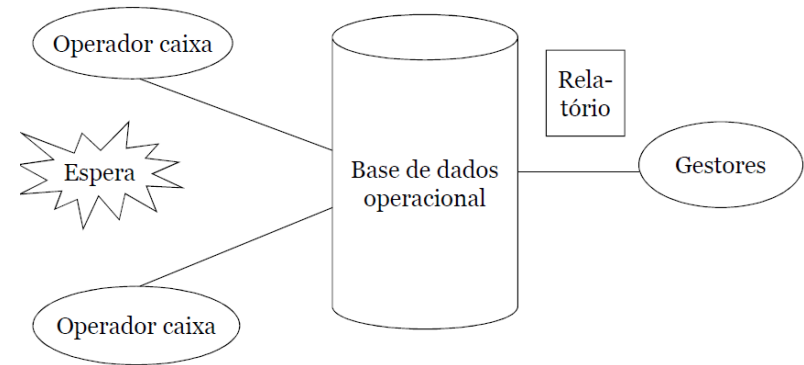 Operador caixa
Espera
Operador caixa
Base de dados
operacional
Rela-
tório
Gestores